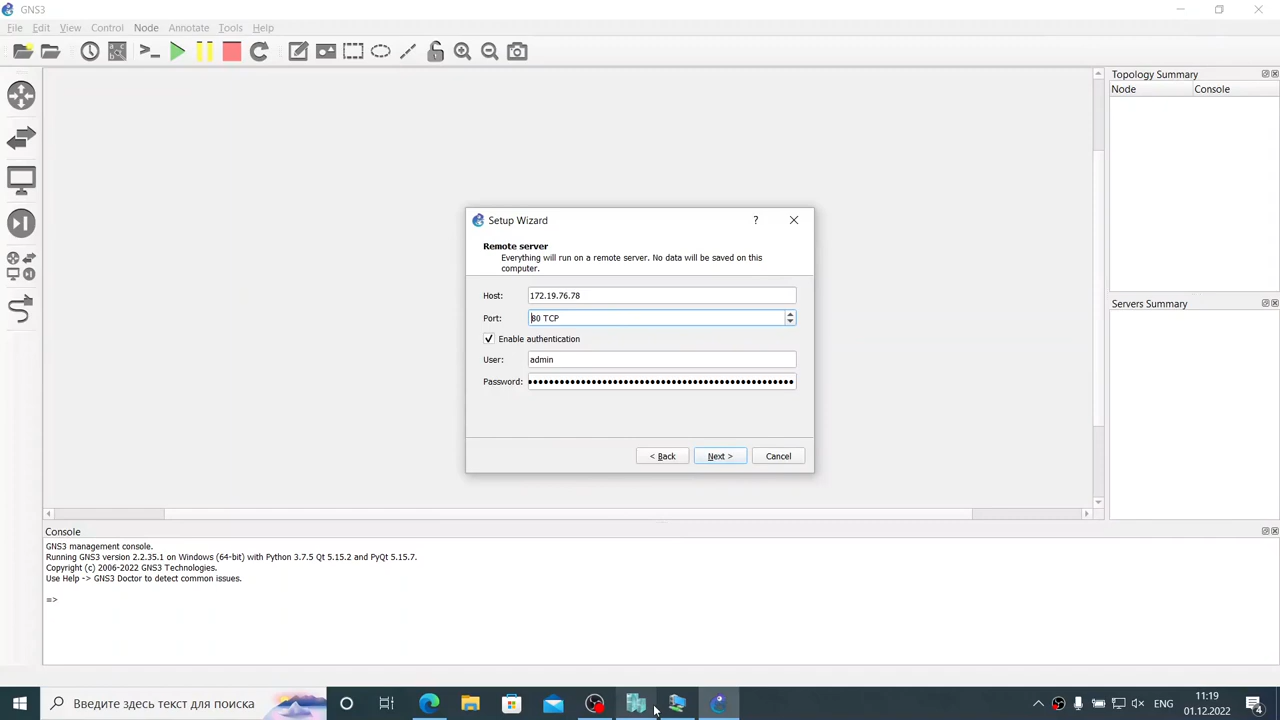 GNS3
File Edit View Control Node Annotate Tools Help
Topology Summary
Node Console
Setup Wizard
?
Remote server
Everything will run on a remote server. No data will be saved on this
computer.
Host: 172.19.76.78
Port: 80 TCP
Enable authentication
User: admin
Password:
< Back Next > Cancel
Servers Summary
Console
GNS3 management console.
Running GNS3 version 2.2.35.1 on Windows (64-bit) with Python 3.7.5 Qt 5.15.2 and PyQt 5.15.7.
Copyright (c) 2006-2022 GNS3 Technologies.
Use Help -> GNS3 Doctor to detect common issues.
=>
Введите здесь текст для поиска
ENG
11:19
01.12.2022
4